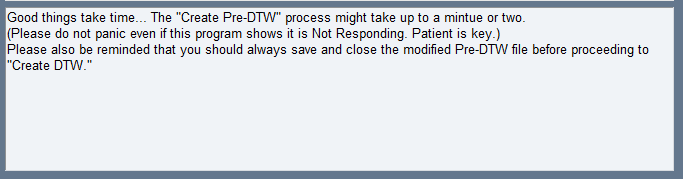 Good things take time... The "Create Pre-DTW" process might take up to a mintue or two.
(Please do not panic even if this program shows it is Not Responding. Patient is key.)
Please also be reminded that you should always save and close the modified Pre-DTW file before proceeding to
"Create DTW."